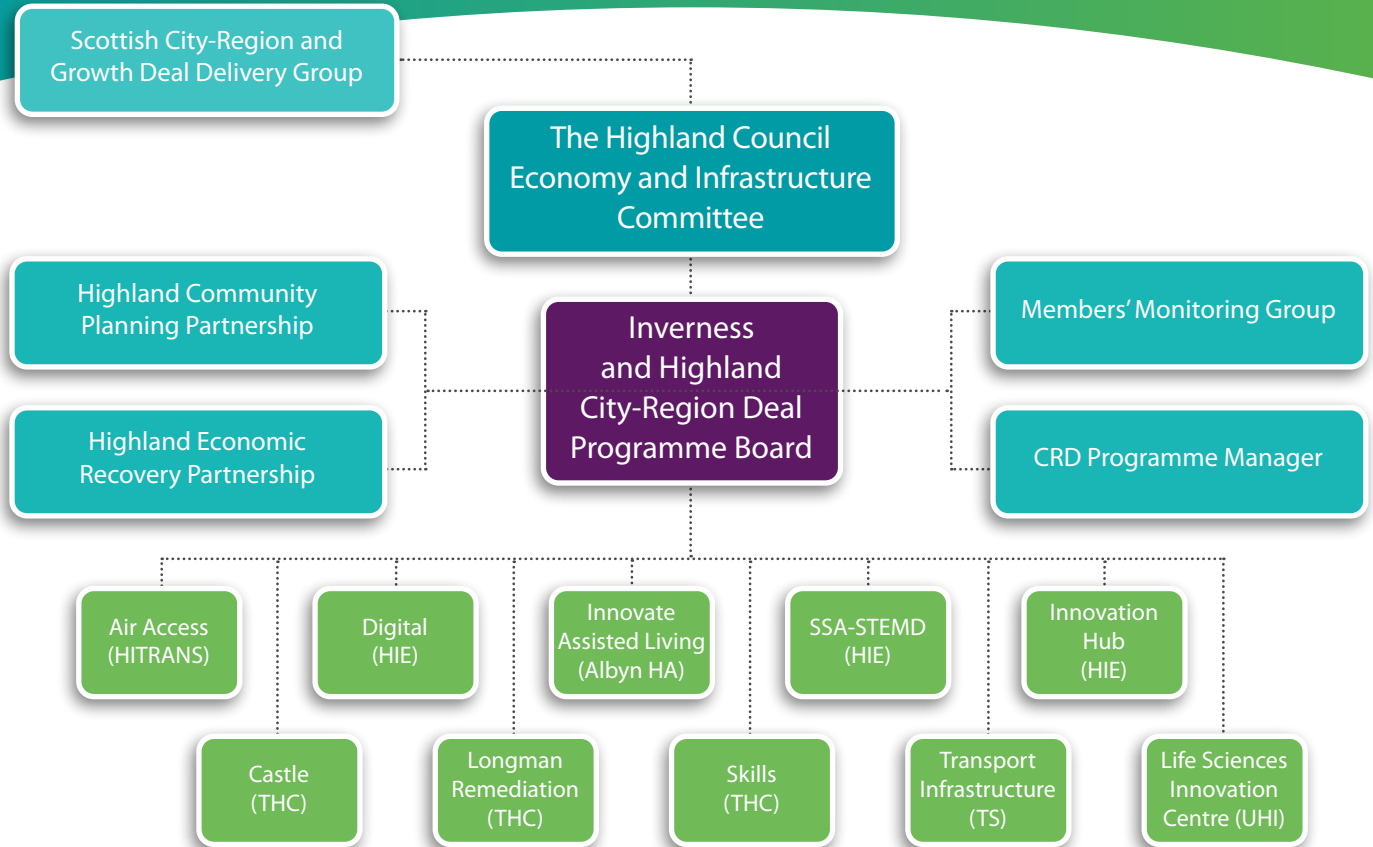 Scottish City-Region and
Growth Deal Delivery Group
The Highland Council
Economy and Infrastructure
Committee
Highland Community
Planning Partnership
Inverness
and Highland
City-Region Deal
Programme Board
Members’ Monitoring Group
Highland Economic
Recovery Partnership
CRD Programme Manager
Air Access
(HITRANS)
Digital
(HIE)
Innovate
Assisted Living
(Albyn HA)
SSA-STEMD
(HIE)
Innovation
Hub
(HIE)
Castle
(THC)
Longman
Remediation
(THC)
Skills
(THC)
Transport
Infrastructure
(TS)
Life Sciences
Innovation
Centre (UHI)